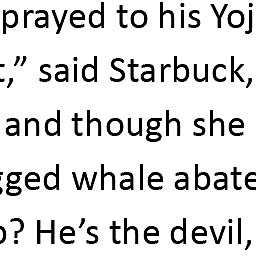 prayed to his Yoj
t,” said Starbuck,
and though she
gged whale abate
o? He’s the devil,